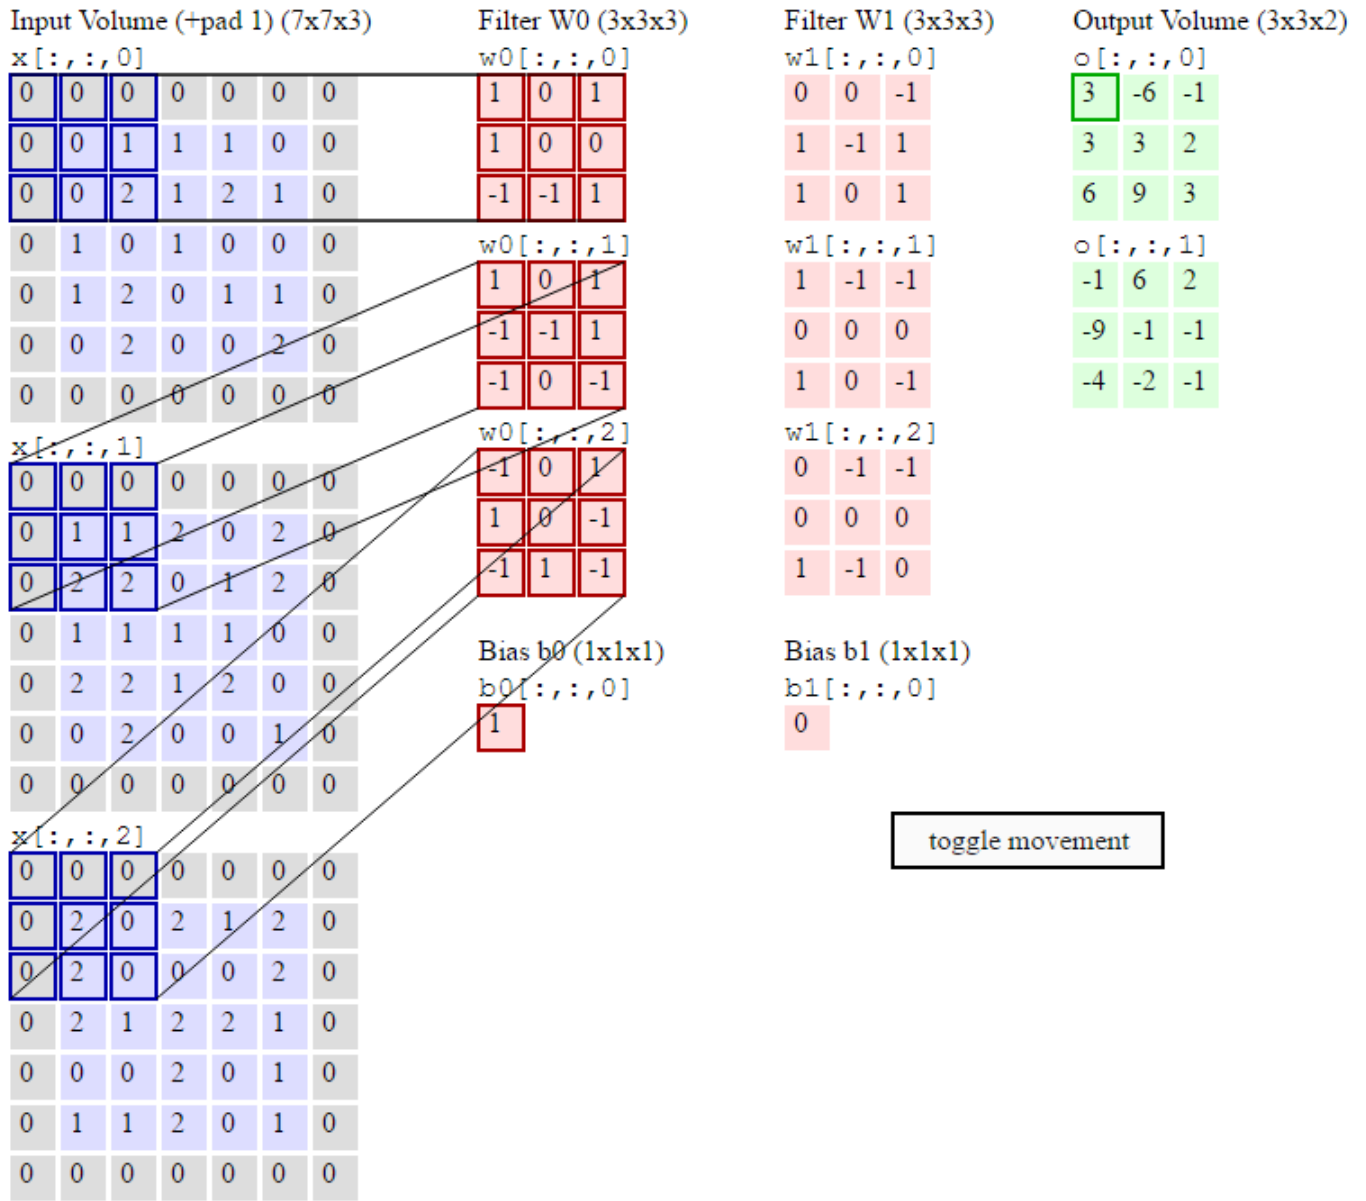 Input Volume (+pad 1) (7x7x3)
x[:,:,0]
0 0 0 0 0 0 0
0 0 1 1 1 0 0
0 0 2 1 2 1 0
0 1 0 1 0 0 0
0 1 2 0 1 1 0
0 0 2 0 0 2 0
0 0 0 0 0 0 0
x[:,:,1]
0 0 0 0 0 0 0
0 1 1 2 0 2 0
0 2 2 0 1 2 0
0 1 1 1 1 0 0
0 2 2 1 2 0 0
0 0 2 0 0 1 0
0 0 0 0 0 0 0
x[:,:,2]
0 0 0 0 0 0 0
0 2 0 2 1 2 0
0 2 0 0 0 2 0
0 2 1 2 2 1 0
0 0 0 2 0 1 0
0 1 1 2 0 1 0
0 0 0 0 0 0 0
Filter W0 (3x3x3)
w0[:,:,0]
1 0 1
1 0 0
-1 -1 1
w0[:,:,1]
1 0 1
-1 -1 1
-1 0 -1
w0[:,:,2]
-1 0 1
1 0 -1
-1 1 -1
Bias b0 (1x1x1)
b0[:,:,0]
1
Filter W1 (3x3x3)
w1[:,:,0]
0 0 -1
1 -1 1
1 0 1
w1[:,:,1]
1 -1 -1
0 0 0
1 0 -1
w1[:,:,2]
0 -1 -1
0 0 0
1 -1 0
Bias b1 (1x1x1)
b1[:,:,0]
0
Output Volume (3x3x2)
o[:,:,0]
3 -6 -1
3 3 2
6 9 3
o[:,:,1]
-1 6 2
-9 -1 -1
-4 -2 -1
toggle movement